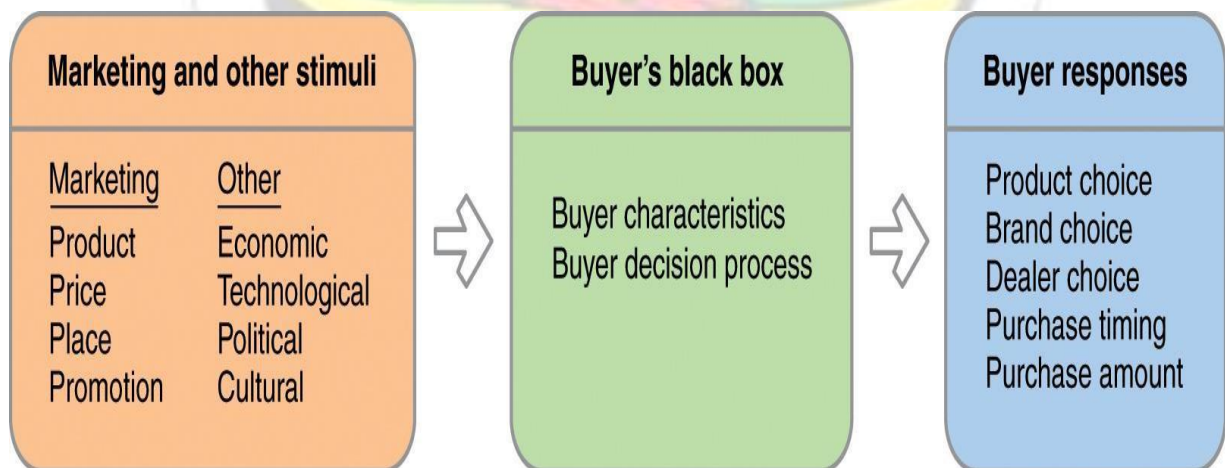 Marketing and other stimuli
Marketing
Product
Price
Place
Promotion
Other
Economic
Technological
Political
Cultural
Buyer’s black box
Buyer characteristics
Buyer decision process
Buyer responses
Product choice
Brand choice
Dealer choice
Purchase timing
Purchase amount